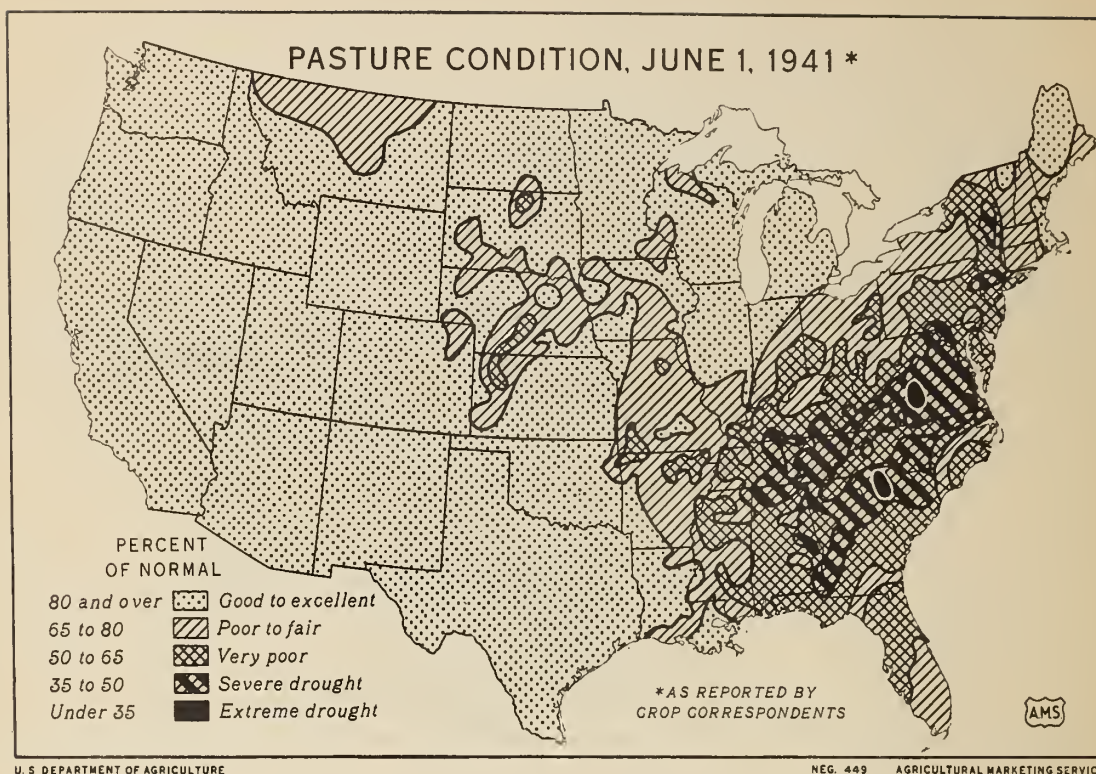 PASTURE CONDITION, JUNE 1, 1941 *
PERCENT
OF NORMAL
80 and over Good to excellent
65 to 80 Poor to fair
50 to 65 Very poor
35 to 50 Severe drought
Under 35 Extreme drought
*AS REPORTED BY
CROP CORRESPONDENTS
A.M.S.
U. S. DEPARTMENT OF AGRICULTURE
NEG. 449 AGRICULTURAL MARKETING SERVICE